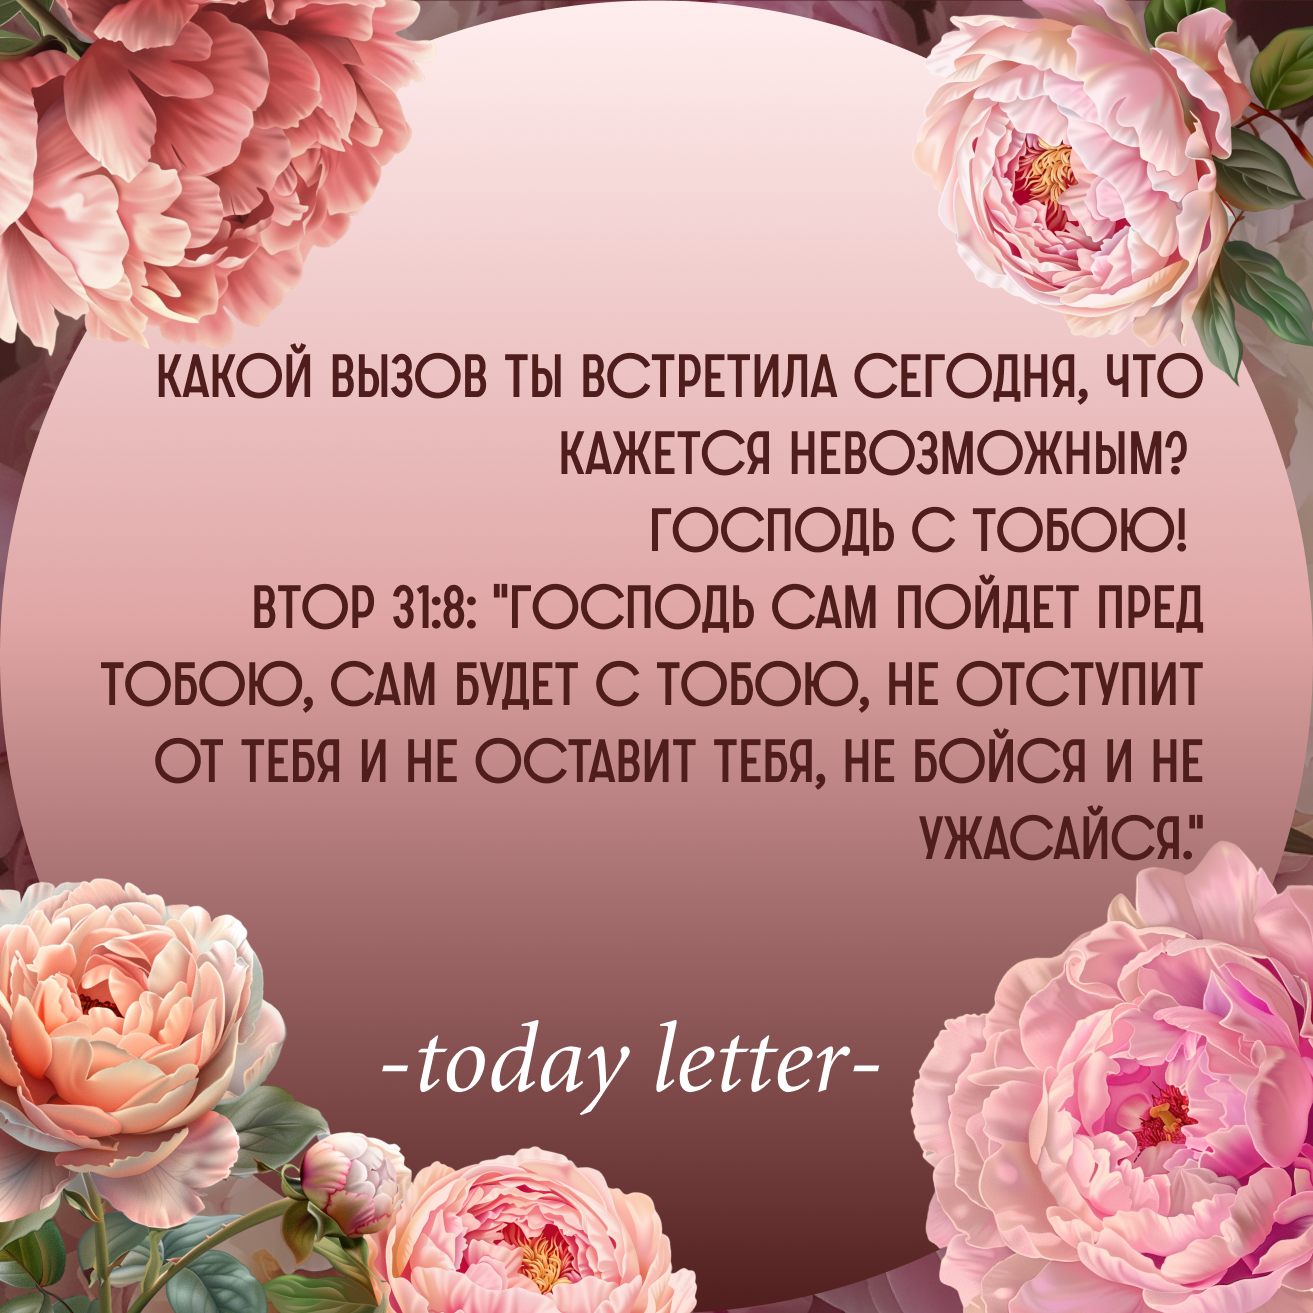 КАКОЙ ВЫЗОВ ТЫ ВСТРЕТИЛА СЕГОДНЯ, ЧТО
КАЖЕТСЯ НЕВОЗМОЖНЫМ?
ГОСПОДЬ С ТОБОЮ!
ВТОР 31:8: "ГОСПОДЬ САМ ПОЙДЕТ ПРЕД
ТОБОЮ, САМ БУДЕТ С ТОБОЮ, НЕ ОТСТУПИТ
ОТ ТЕБЯ И НЕ ОСТАВИТ ТЕБЯ, НЕ БОЙСЯ И НЕ
УЖАСАЙСЯ."
-today letter-